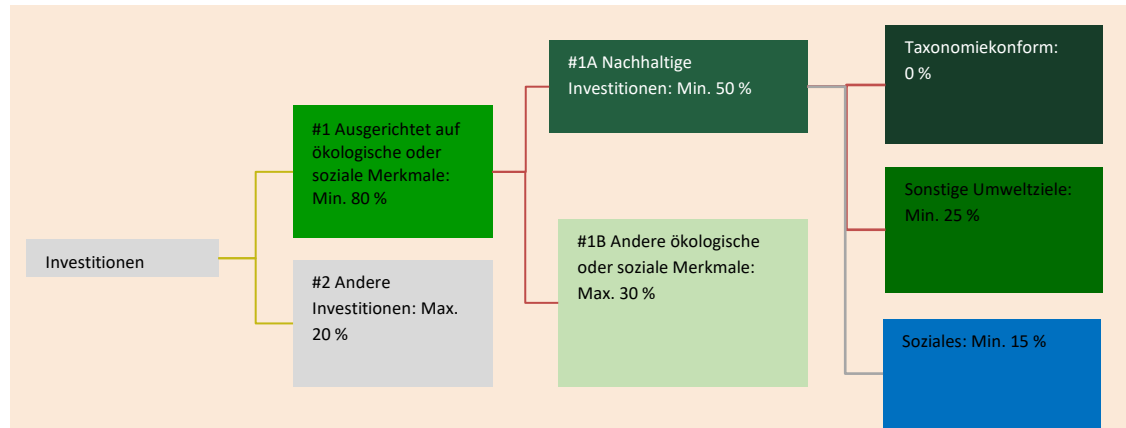 Investitionen
#1 Ausgerichtet auf
ökologische oder
soziale Merkmale:
Min. 80 %
#2 Andere
Investitionen: Max.
20 %
#1A Nachhaltige
Investitionen: Min. 50 %
#1B Andere ökologische
oder soziale Merkmale:
Max. 30 %
Taxonomiekonform:
0 %
Sonstige Umweltziele:
Min. 25 %
Soziales: Min. 15 %